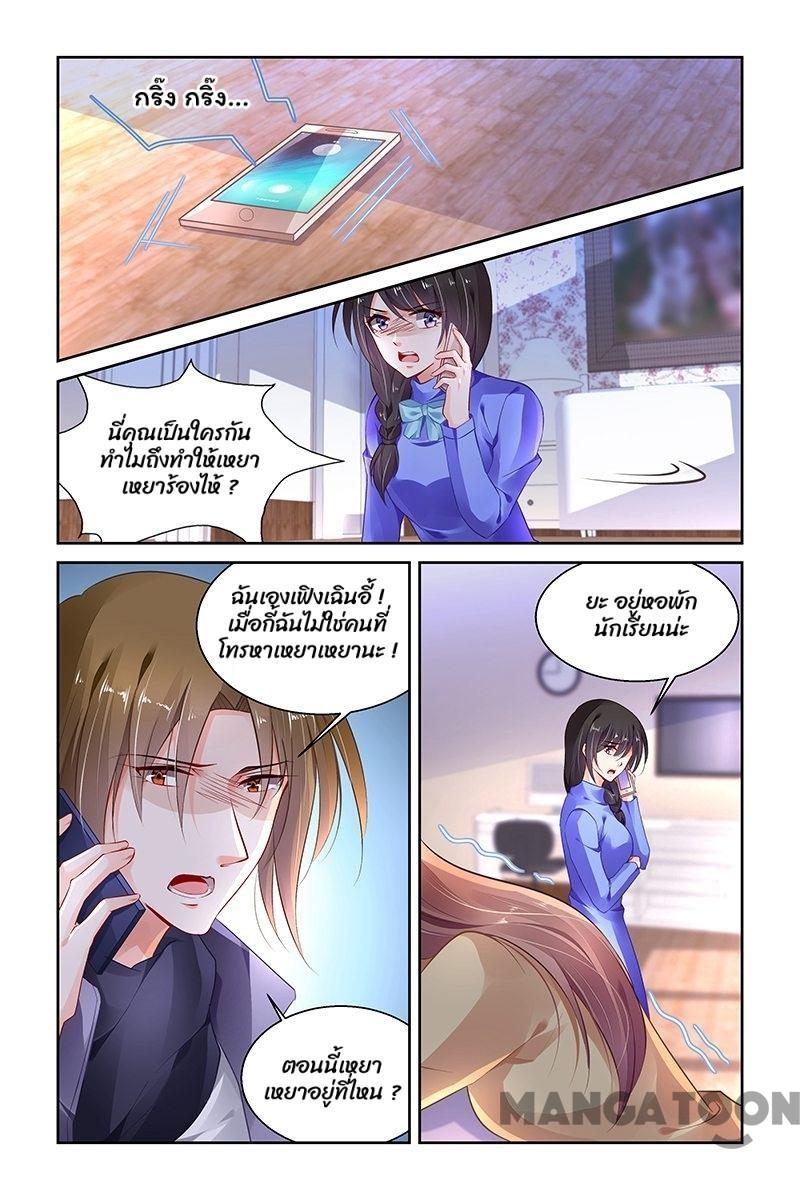 กริ๊ง กริ๊ง...
นี่คุณเป็นใครกัน
ทำไมถึงทำให้เหยา
เหยาร้องไห้ ?
ฉันเองเฟิงเฉินอี้ !
เมื่อกี้ฉันไม่ใช่คนที่
โทรหาเหยาเหยานะ !
ยะ อยู่หอพัก
นักเรียนน่ะ
ตอนนี้เหยา
เหยาอยู่ที่ไหน ?
MANGATOON